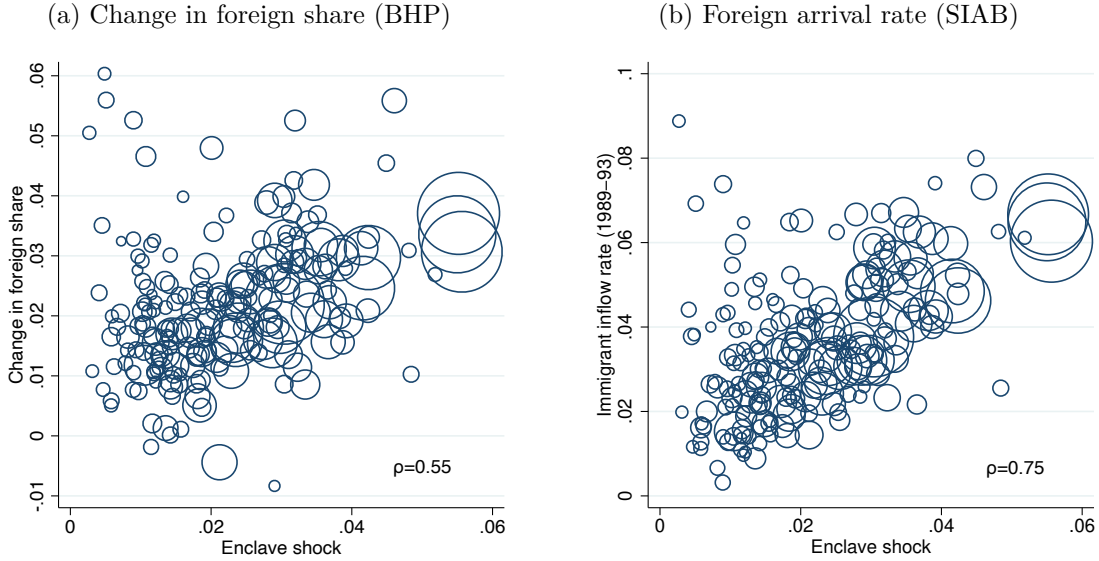 (a) Change in foreign share (BHP)
Change in foreign share
.06
.05
.04
.03
.02
.01
0
-.01
ρ=0.55
0 .02 .04 .06
Enclave shock
(b) Foreign arrival rate (SIAB)
Immigrant inflow rate (1989−93)
.1
.08
.06
.04
.02
0
ρ=0.75
0 .02 .04 .06
Enclave shock